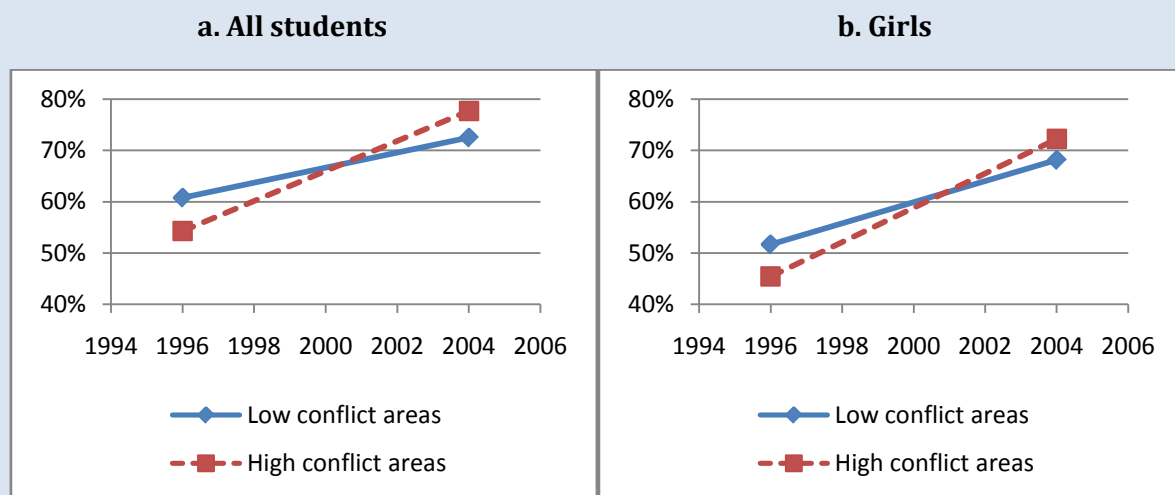 a. All students
80%
70%
60%
50%
40%
1994 1996 1998 2000 2002 2004 2006
Low conflict areas
High conflict areas
b. Girls
80%
70%
60%
50%
40%
1994 1996 1998 2000 2002 2004 2006
Low conflict areas
High conflict areas